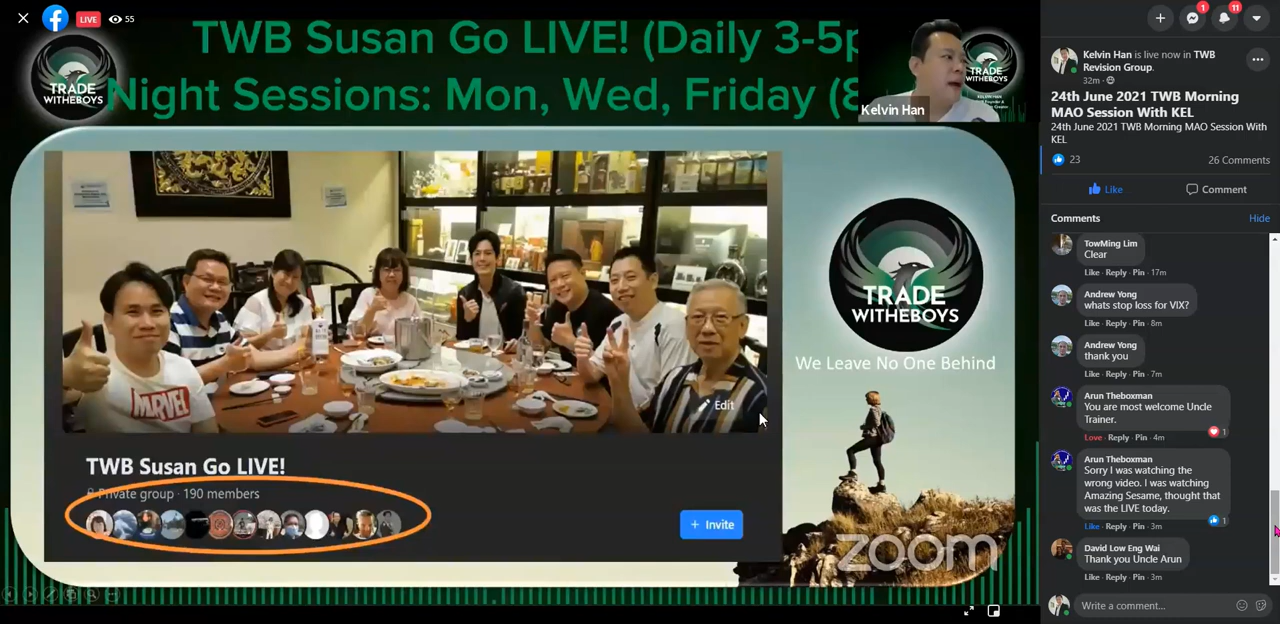 LIVE
55
TWB Susan Go LIVE! (Daily 3-5p
Night Sessions: Mon, Wed, Friday (8
TRADE
WITHEBOYS
TRADE
WITHEBOYS
Kelvin Han
MARVEL
Edit
TWB Susan Go LIVE!
Private group · 190 members
+ Invite
TRADE
WITHEBOYS
We Leave No One Behind
zoom
1
11
Kelvin Han is live now in TWB
Revision Group.
32m ·
24th June 2021 TWB Morning
MAO Session With KEL
24th June 2021 TWB Morning MAO Session With
KEL
23
26 Comments
Like
Comment
Comments
Hide
TowMing Lim
Clear
Like · Reply · Pin · 17m
Andrew Yong
whats stop loss for VIX?
Like · Reply · Pin · 8m
Andrew Yong
thank you
Like · Reply · Pin · 7m
Arun Theboxman
You are most welcome Uncle
Trainer.
1
Love · Reply · Pin · 4m
Arun Theboxman
Sorry I was watching the
wrong video. I was watching
Amazing Sesame, thought that
was the LIVE today.
1
Like · Reply · Pin · 3m
David Low Eng Wai
Thank you Uncle Arun
Like · Reply · Pin · 3m
Write a comment...